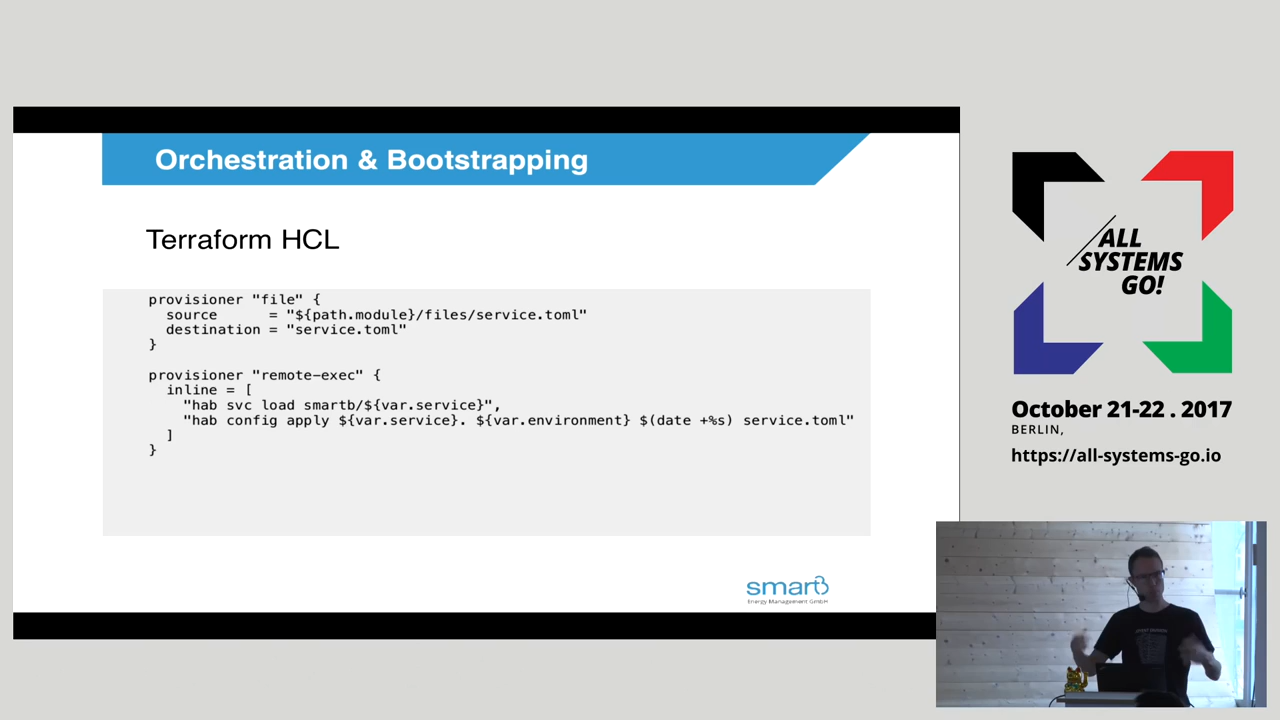 Orchestration & Bootstrapping
Terraform HCL
provisioner "file" {
  source      = "${path.module}/files/service.toml"
  destination = "service.toml"
}
provisioner "remote-exec" {
  inline = [
    "hab svc load smartb/${var.service}",
    "hab config apply ${var.service}. ${var.environment} $(date +%s) service.toml"
  ]
}
smartB
Energy Management GmbH
ALL
SYSTEMS
GO!
October 21-22 . 2017
BERLIN,
https://all-systems-go.io